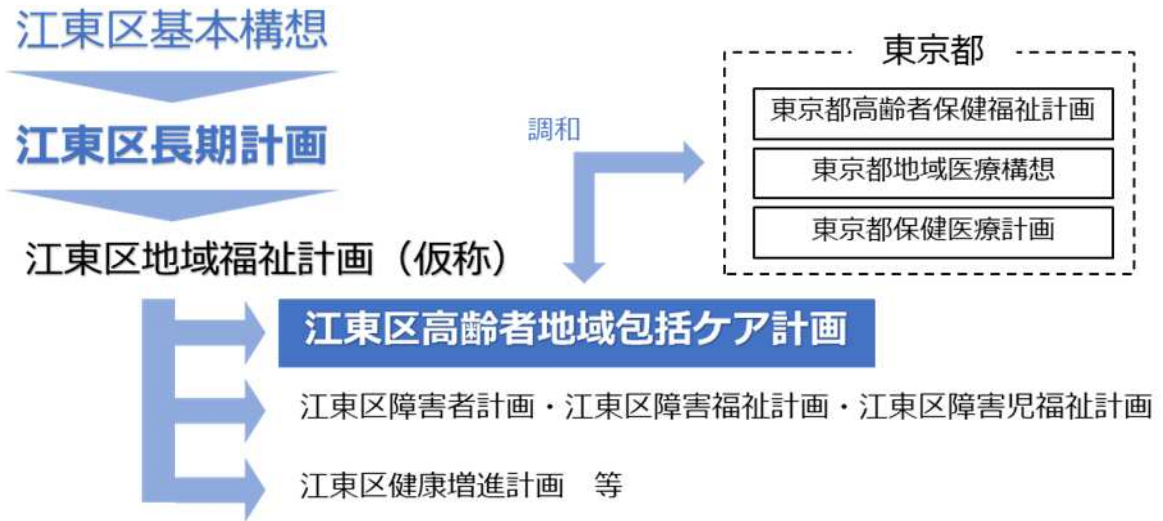 江東区基本構想
江東区長期計画
江東区地域福祉計画（仮称）
調和
東京都
東京都高齢者保健福祉計画
東京都地域医療構想
東京都保健医療計画
江東区高齢者地域包括ケア計画
江東区障害者計画・江東区障害福祉計画・江東区障害児福祉計画
江東区健康増進計画　等